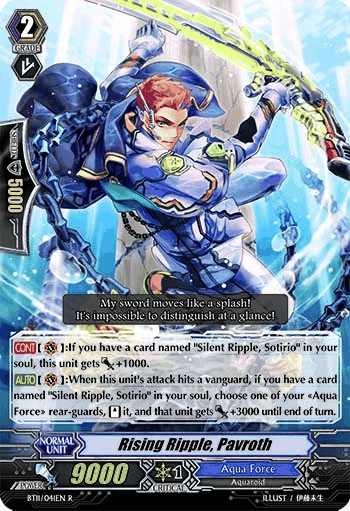 2
GRADE
SHIELD 5000
My sword moves like a splash!
It's impossible to distinguish at a glance!
CONT [ ]:If you have a card named "Silent Ripple, Sotirio" in your
soul, this unit gets +1000.
AUTO [ ]:When this unit's attack hits a vanguard, if you have a card
named "Silent Ripple, Sotirio" in your soul, choose one of your «Aqua
Force» rear-guards, [ ] it, and that unit gets +3000 until end of turn.
NORMAL
UNIT
Rising Ripple, Pavroth
POWER 9000
1
CRITICAL
Aqua Force
Aquaroid
BT11/041EN R
ILLUST / 伊藤未生